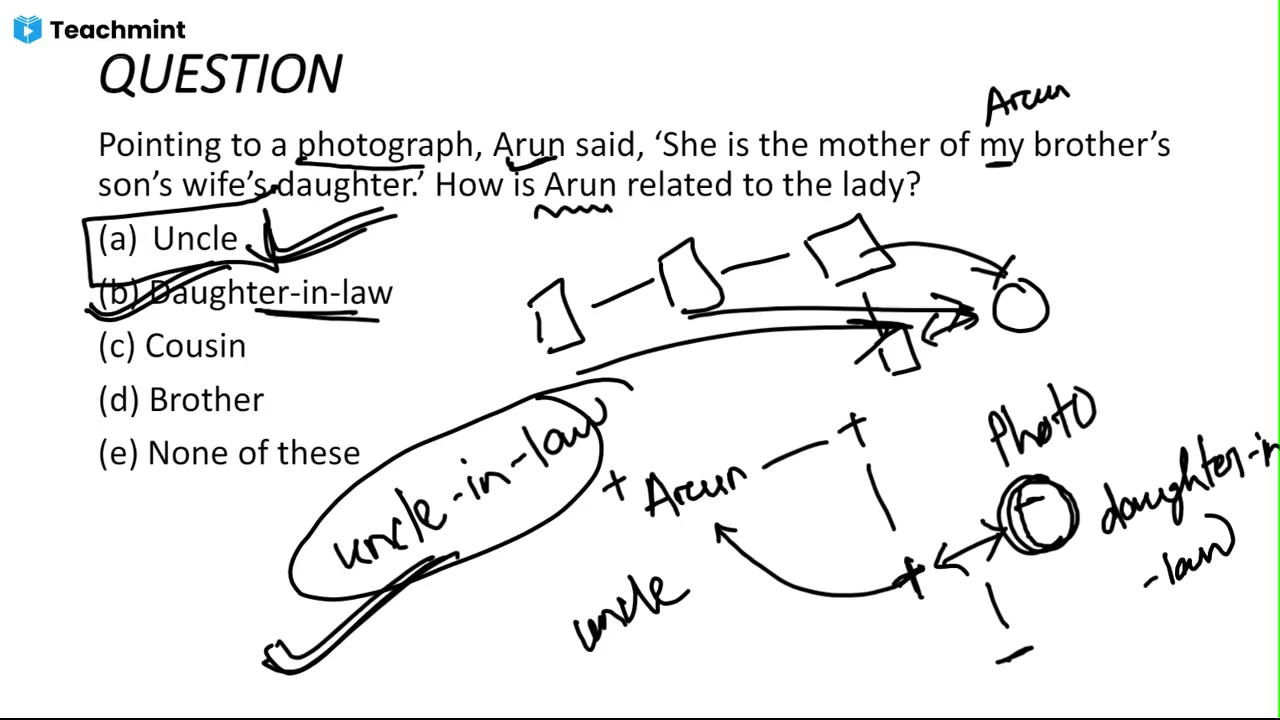 Teachmint
QUESTION
Arun
Pointing to a photograph, Arun said, ‘She is the mother of my brother’s
son’s wife’s daughter.’ How is Arun related to the lady?
(a) Uncle
(b) Daughter-in-law
(c) Cousin
(d) Brother
(e) None of these
Photo
uncle-in-law
+ Arun
+
+
F
daughter-in
-law
uncle
-